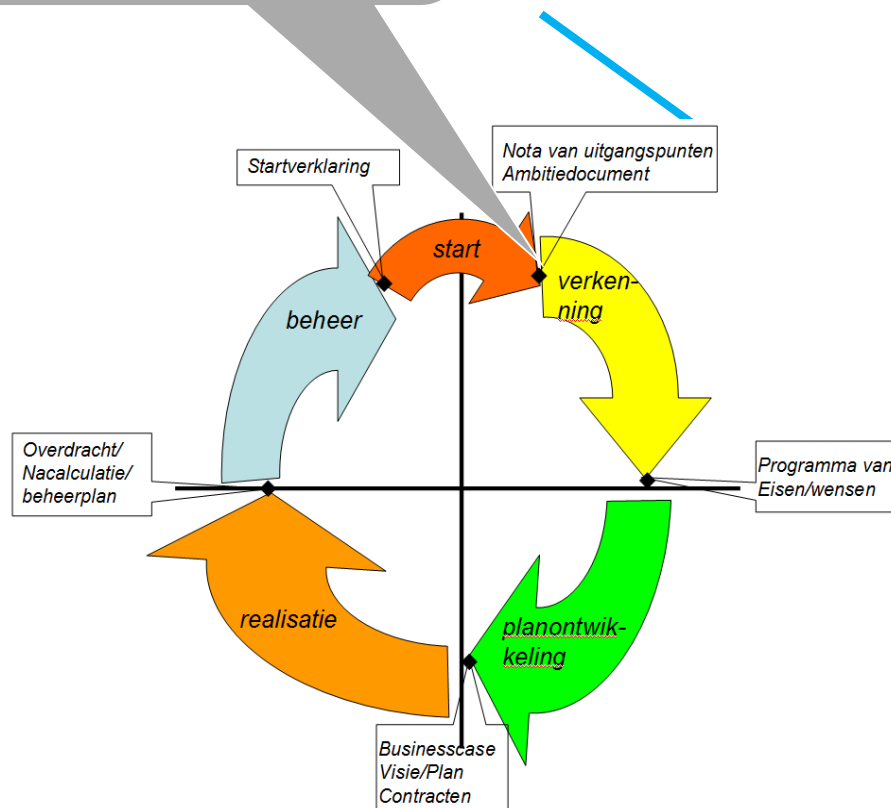 Startverklaring
Nota van uitgangspunten
Ambitiedocument
start
verken-
ning
beheer
Overdracht/
Nacalculatie/
beheerplan
Programma van
Eisen/wensen
realisatie
planontwik-
keling
Businesscase
Visie/Plan
Contracten